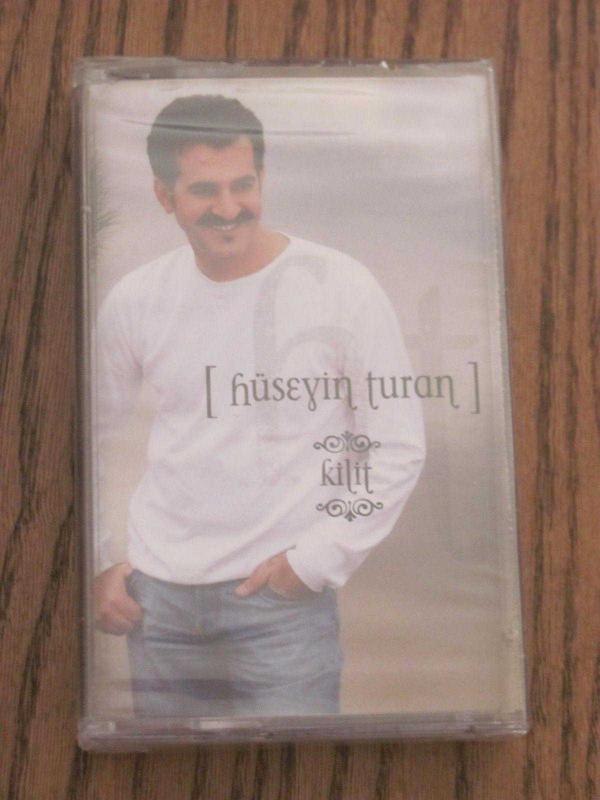 [ hüseyin turan ]
kilit